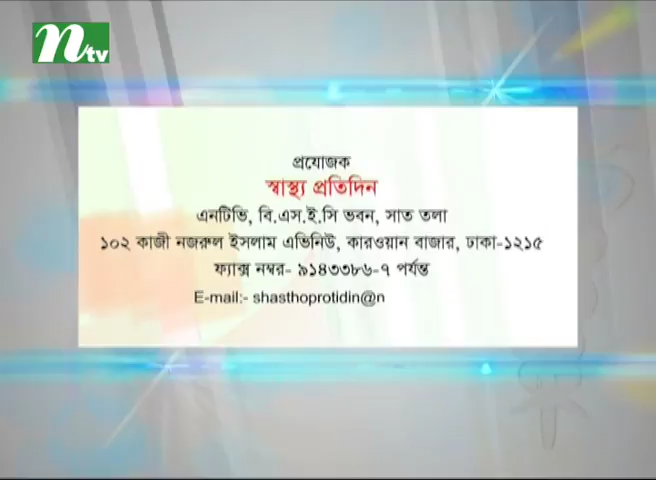 ntv
প্রযোজক
স্বাস্থ্য প্রতিদিন
এনটিভি, বি.এস.ই.সি ভবন, সাত তলা
১০২ কাজী নজরুল ইসলাম এভিনিউ, কারওয়ান বাজার, ঢাকা-১২১৫
ফ্যাক্স নম্বর- ৯১৪৩৩৮৬-৭ পর্যন্ত
E-mail:- shasthoprotidin@n